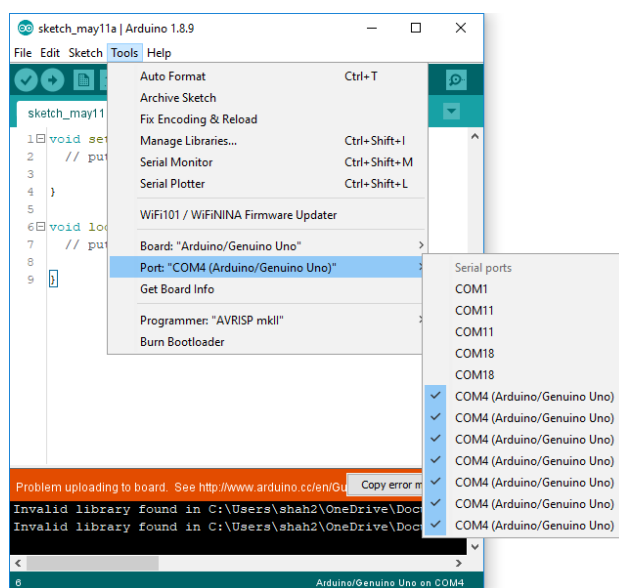 sketch_may11a | Arduino 1.8.9
File Edit Sketch Tools Help
sketch_may11
Auto Format Ctrl+T
Archive Sketch
Fix Encoding & Reload
Manage Libraries... Ctrl+Shift+I
Serial Monitor Ctrl+Shift+M
Serial Plotter Ctrl+Shift+L
WiFi101 / WiFiNINA Firmware Updater
Board: "Arduino/Genuino Uno"
Port: "COM4 (Arduino/Genuino Uno)"
Get Board Info
Programmer: "AVRISP mkII"
Burn Bootloader
1 void set
2 // put
3
4 }
5
6 void loo
7 // put
8
9 }
Serial ports
COM1
COM11
COM11
COM18
COM18
COM4 (Arduino/Genuino Uno)
COM4 (Arduino/Genuino Uno)
COM4 (Arduino/Genuino Uno)
COM4 (Arduino/Genuino Uno)
COM4 (Arduino/Genuino Uno)
COM4 (Arduino/Genuino Uno)
COM4 (Arduino/Genuino Uno)
Problem uploading to board. See http://www.arduino.cc/en/Gu Copy error m
Invalid library found in C:\Users\shah2\OneDrive\Doc
Invalid library found in C:\Users\shah2\OneDrive\Doc
6 Arduino/Genuino Uno on COM4